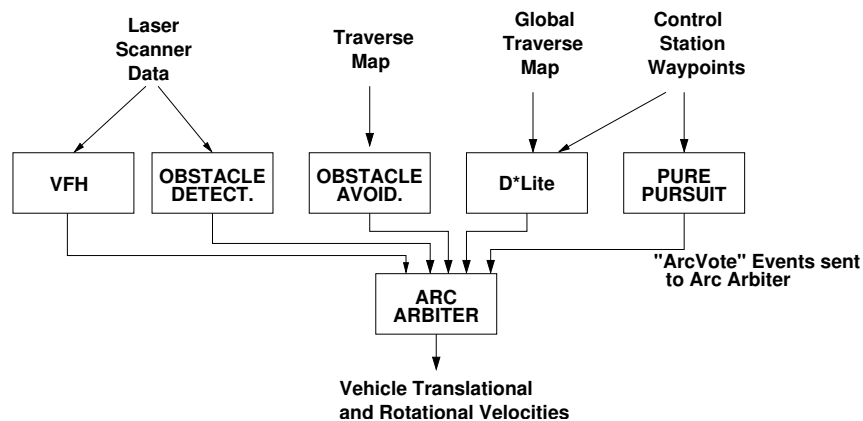 Laser
Scanner
Data
Traverse
Map
Global
Traverse
Map
Control
Station
Waypoints
VFH
OBSTACLE
DETECT.
OBSTACLE
AVOID.
D*Lite
PURE
PURSUIT
"ArcVote" Events sent
to Arc Arbiter
ARC
ARBITER
Vehicle Translational
and Rotational Velocities